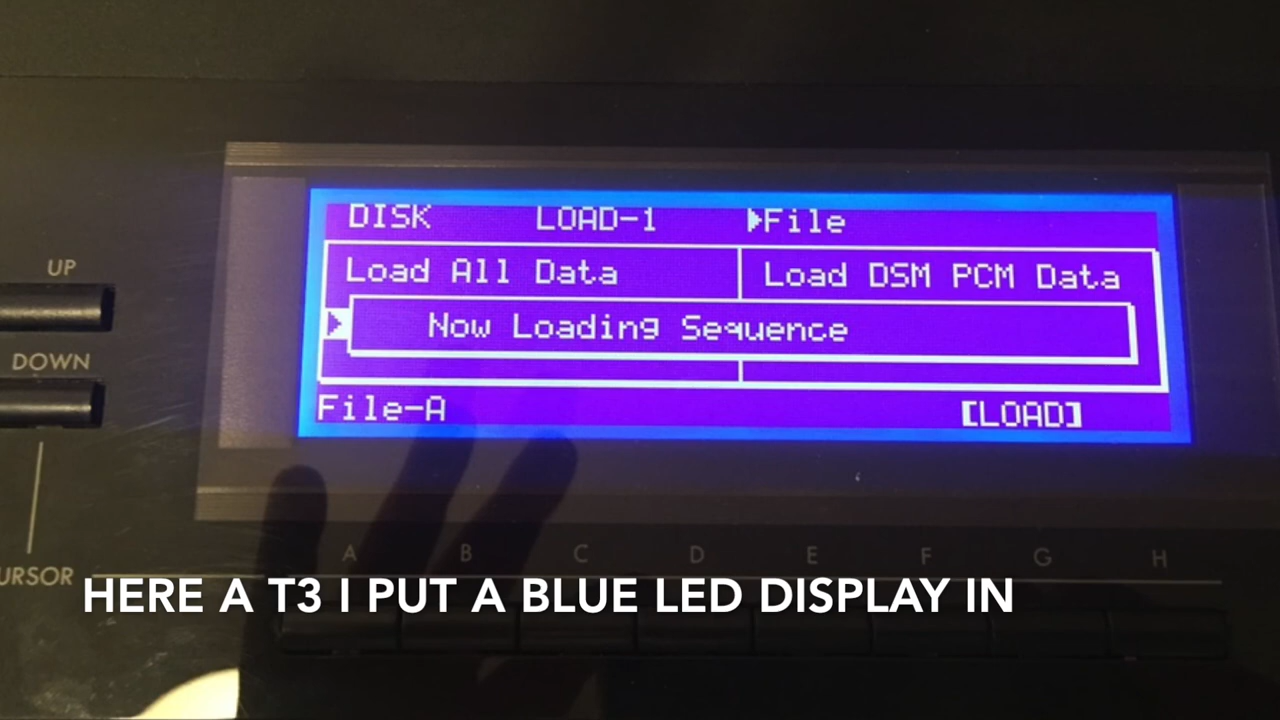 DISK LOAD-1 ▶File
Load All Data Load DSM PCM Data
Now Loading Sequence
File-A [LOAD]
UP
DOWN
URSOR
A B C D E F G H
HERE A T3 I PUT A BLUE LED DISPLAY IN